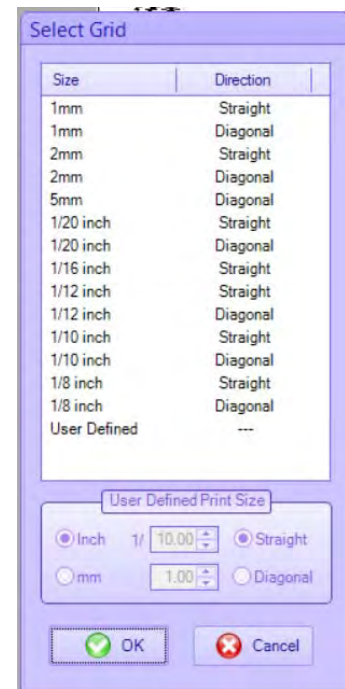 Select Grid
Size Direction
1mm Straight
1mm Diagonal
2mm Straight
2mm Diagonal
5mm Diagonal
1/20 inch Straight
1/20 inch Diagonal
1/16 inch Straight
1/12 inch Straight
1/12 inch Diagonal
1/10 inch Straight
1/10 inch Diagonal
1/8 inch Straight
1/8 inch Diagonal
User Defined ---
User Defined Print Size
Inch 1/ 10.00 Straight
mm 1.00 Diagonal
OK Cancel